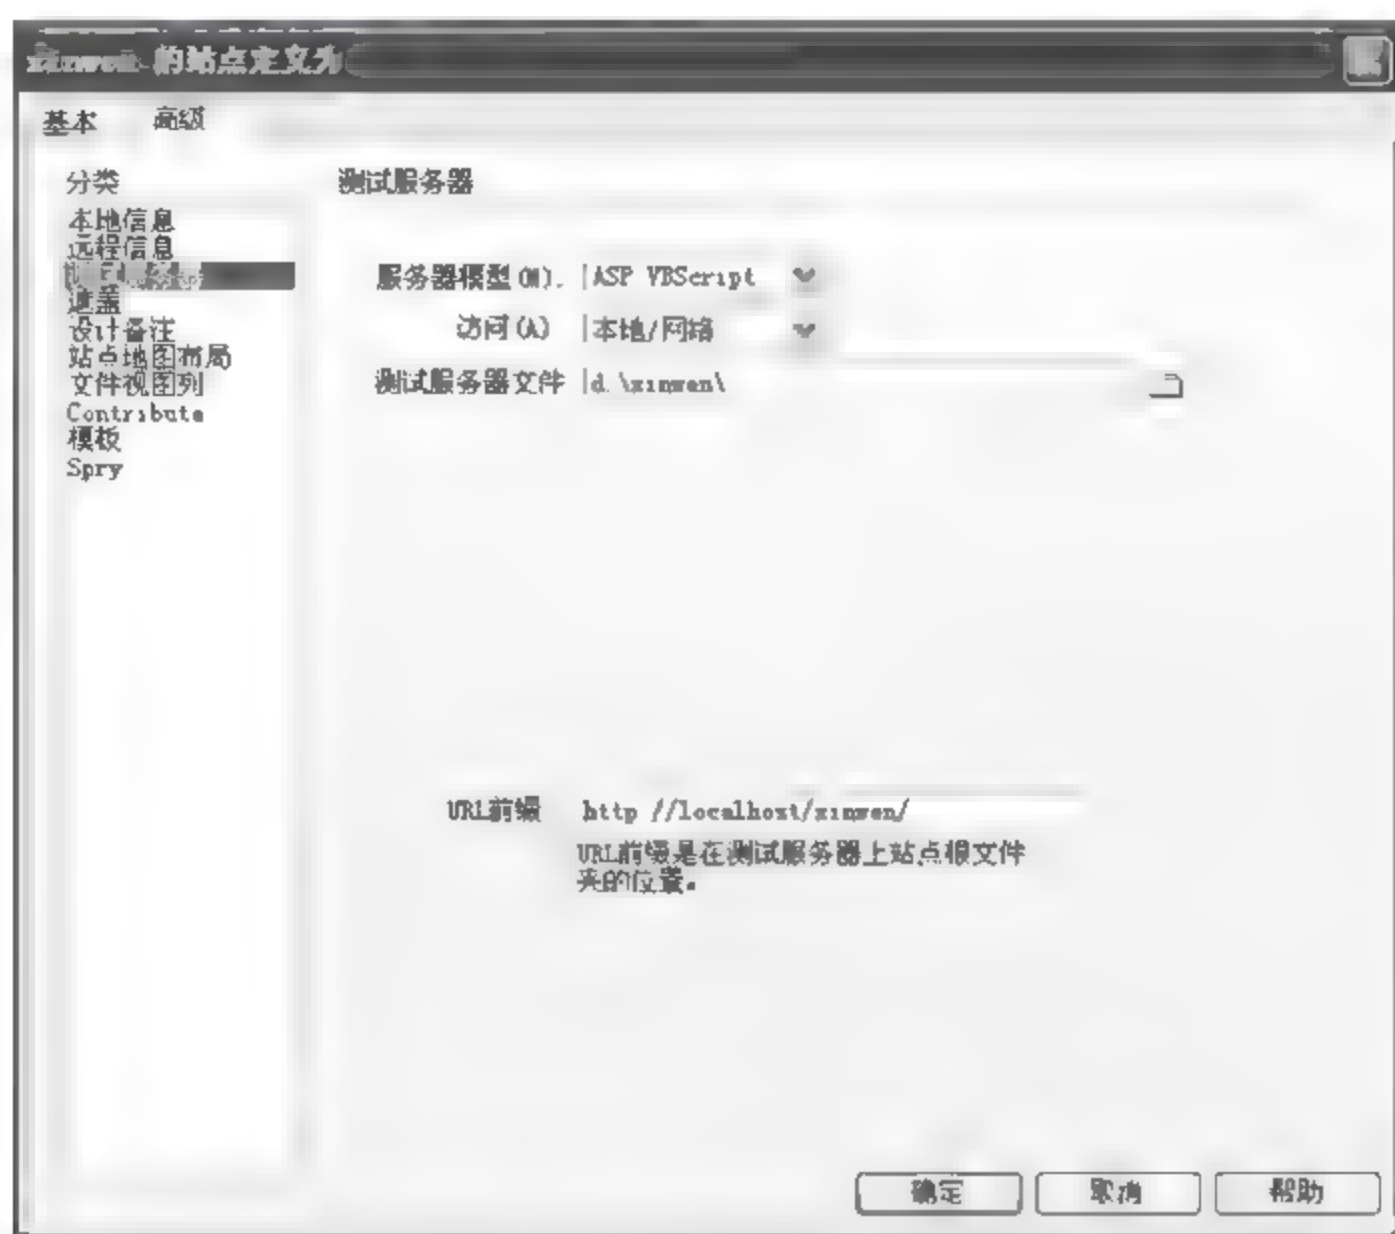 xinwen 的站点定义为
基本 高级
分类 测试服务器
本地信息
远程信息
测试服务器
遮盖
设计备注
站点地图布局
文件视图列
Contribute
模板
Spry
服务器模型(M). ASP VBScript
访问(A) 本地/网络
测试服务器文件 d \xinwen\
URL前缀 http //localhost/xinwen/
URL前缀是在测试服务器上站点根文件
夹的位置。
确定 取消 帮助